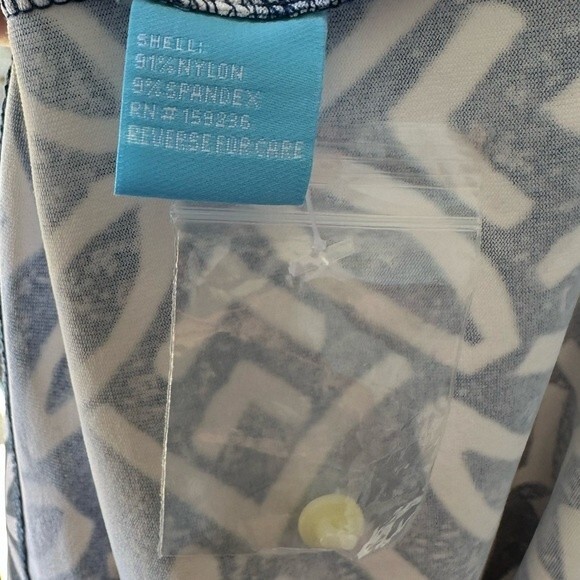 SHELL:
91%NYLON
9%SPANDEX
RN#159236
REVERSE FOR CARE